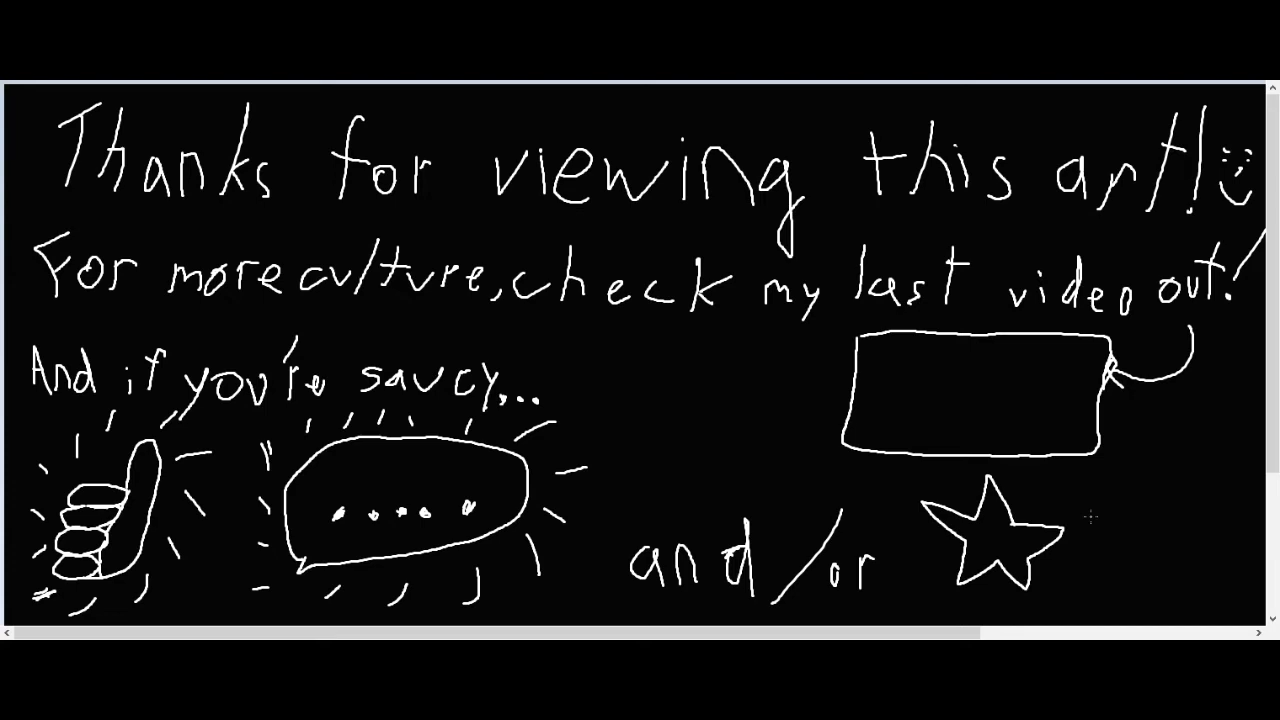 Thanks for viewing this art!
For more culture, check my last video out!
And if you're saucy,...
.....
and/or